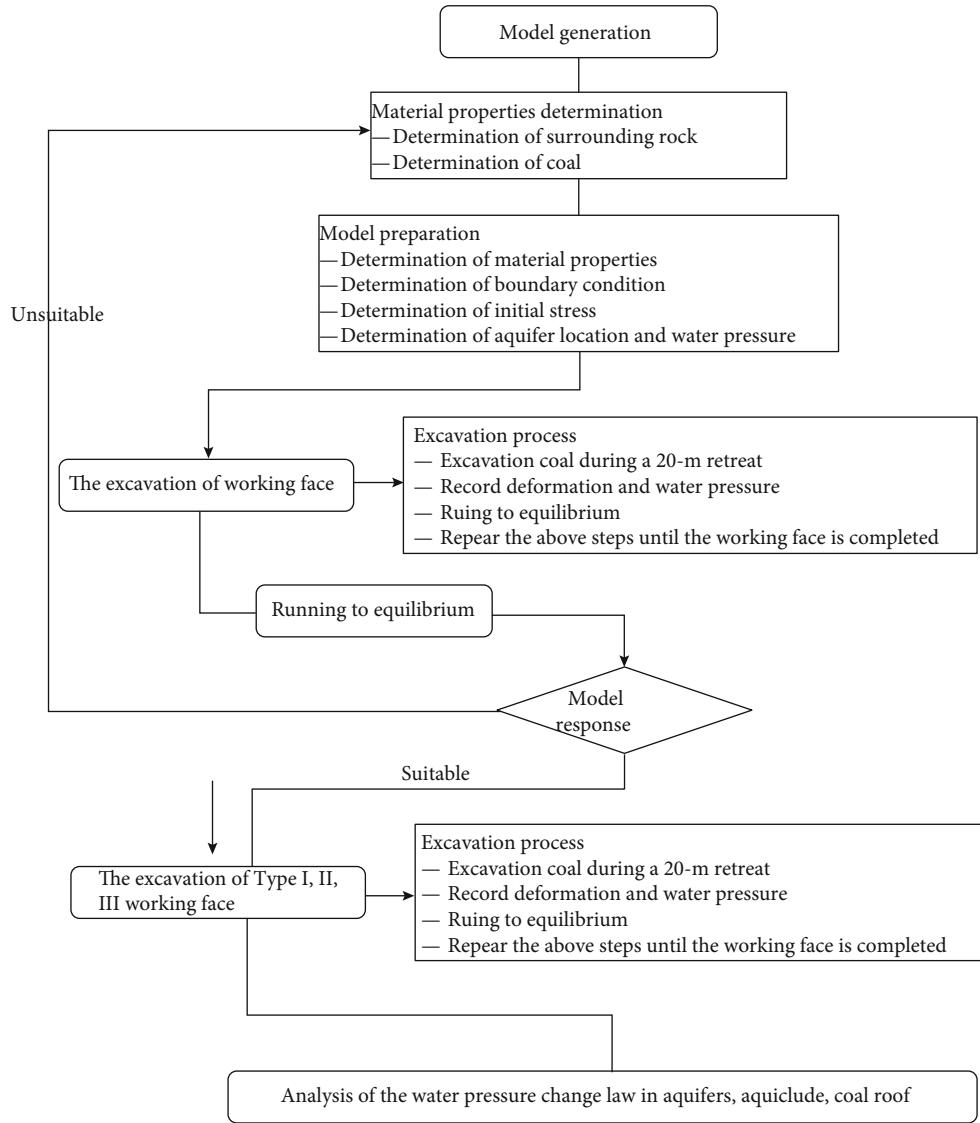 Model generation
Material properties determination
— Determination of surrounding rock
— Determination of coal
Model preparation
— Determination of material properties
— Determination of boundary condition
— Determination of initial stress
— Determination of aquifer location and water pressure
Unsuitable
The excavation of working face
Excavation process
— Excavation coal during a 20-m retreat
— Record deformation and water pressure
— Ruing to equilibrium
— Repear the above steps until the working face is completed
Running to equilibrium
Model
response
Suitable
The excavation of Type I, II,
III working face
Excavation process
— Excavation coal during a 20-m retreat
— Record deformation and water pressure
— Ruing to equilibrium
— Repear the above steps until the working face is completed
Analysis of the water pressure change law in aquifers, aquiclude, coal roof